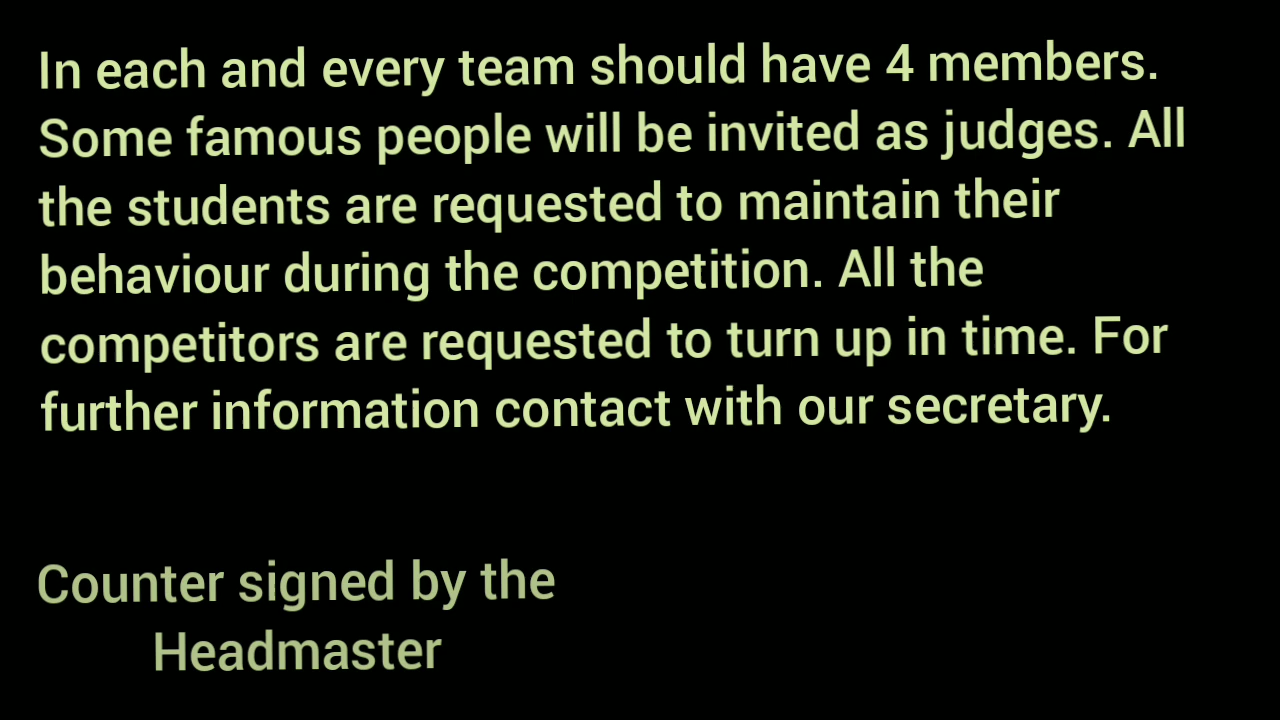 In each and every team should have 4 members.
Some famous people will be invited as judges. All
the students are requested to maintain their
behaviour during the competition. All the
competitors are requested to turn up in time. For
further information contact with our secretary.
Counter signed by the
Headmaster